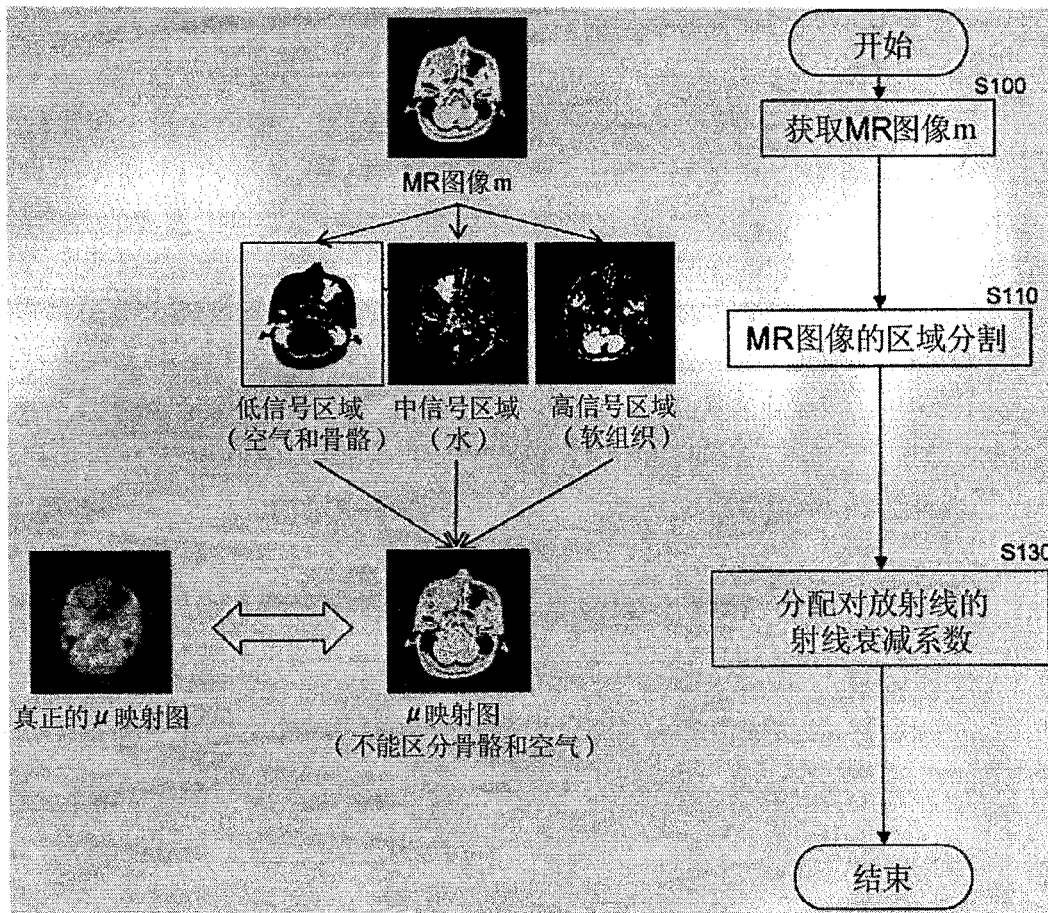 MR图像m
低信号区域
（空气和骨骼）
中信号区域
（水）
高信号区域
（软组织）
真正的μ映射图
μ映射图
（不能区分骨骼和空气）
开始
S100
获取MR图像m
S110
MR图像的区域分割
S130
分配对放射线的
射线衰减系数
结束